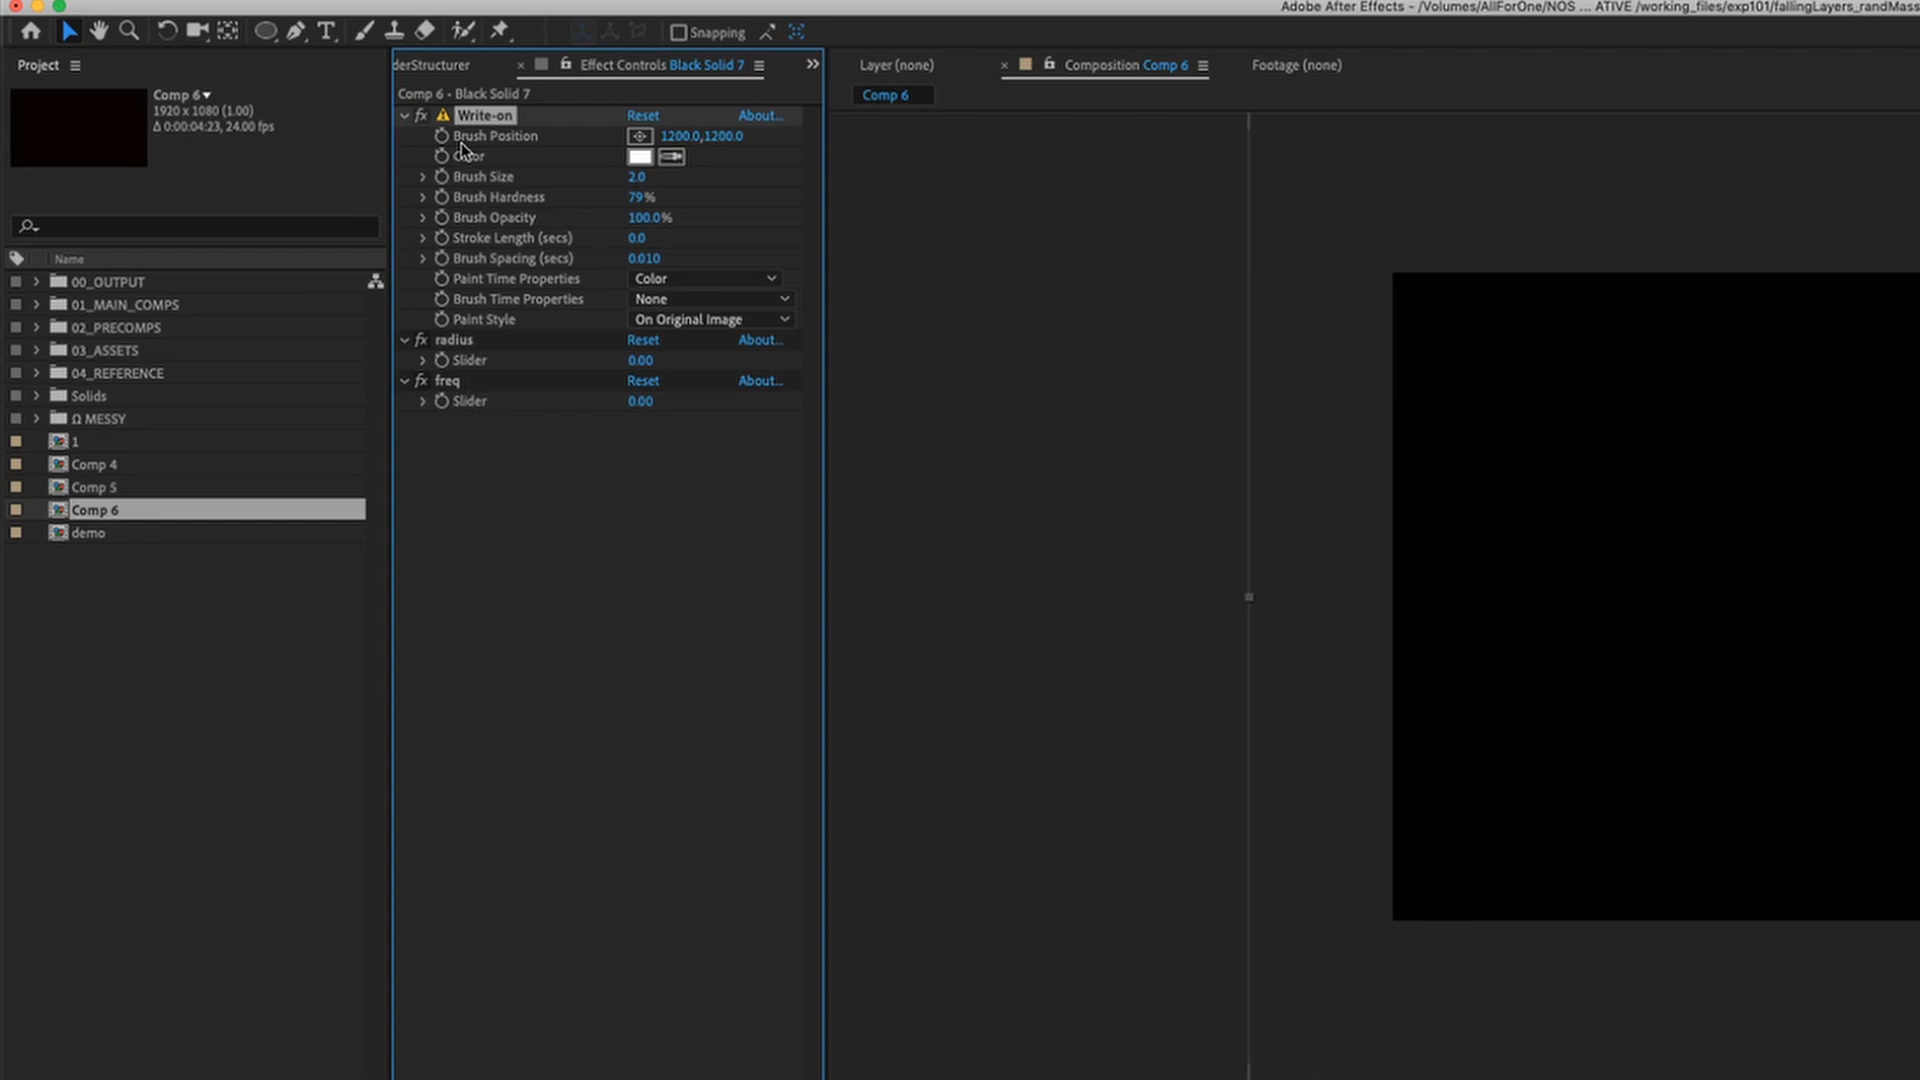 Adobe After Effects - /Volumes/AllForOne/NOS ... ATIVE /working_files/exp101/fallingLayers_randMass
Snapping
Project
Comp 6
1920 x 1080 (1.00)
Δ 0:00:04:23, 24.00 fps
Name
00_OUTPUT
01_MAIN_COMPS
02_PRECOMPS
03_ASSETS
04_REFERENCE
Solids
Ω MESSY
1
Comp 4
Comp 5
Comp 6
demo
derStructurer
Effect Controls Black Solid 7
Comp 6 - Black Solid 7
fx Write-on Reset About...
Brush Position 1200.0,1200.0
Color
Brush Size 2.0
Brush Hardness 79%
Brush Opacity 100.0%
Stroke Length (secs) 0.0
Brush Spacing (secs) 0.010
Paint Time Properties Color
Brush Time Properties None
Paint Style On Original Image
fx radius Reset About...
Slider 0.00
fx freq Reset About...
Slider 0.00
Layer (none)
Composition Comp 6
Footage (none)
Comp 6